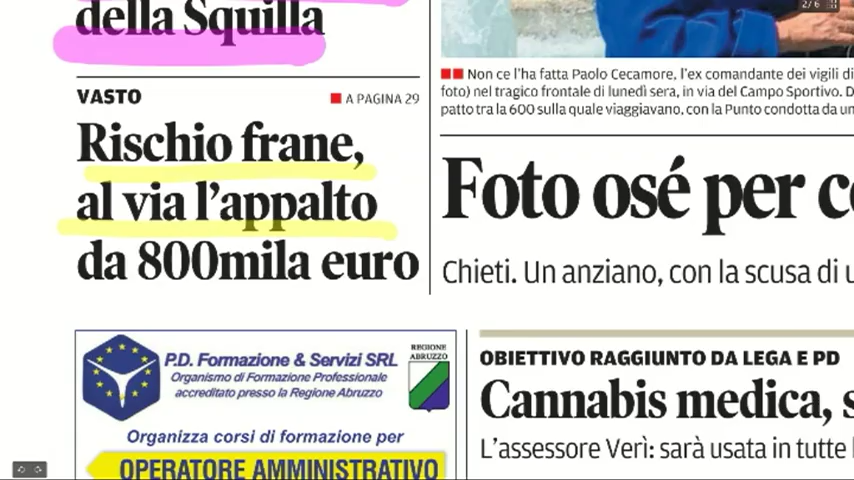 della Squilla
VASTO
A PAGINA 29
Rischio frane,
al via l'appalto
da 800mila euro
2/6
Non ce l'ha fatta Paolo Cecamore, l'ex comandante dei vigili di
foto) nel tragico frontale di lunedì sera, in via del Campo Sportivo. D
patto tra la 600 sulla quale viaggiavano, con la Punto condotta da un
Foto osé per c
Chieti. Un anziano, con la scusa di u
P.D. Formazione & Servizi SRL
Organismo di Formazione Professionale
accreditato presso la Regione Abruzzo
REGIONE
ABRUZZO
Organizza corsi di formazione per
OPERATORE AMMINISTRATIVO
OBIETTIVO RAGGIUNTO DA LEGA E PD
Cannabis medica, s
L'assessore Verì: sarà usata in tutte l